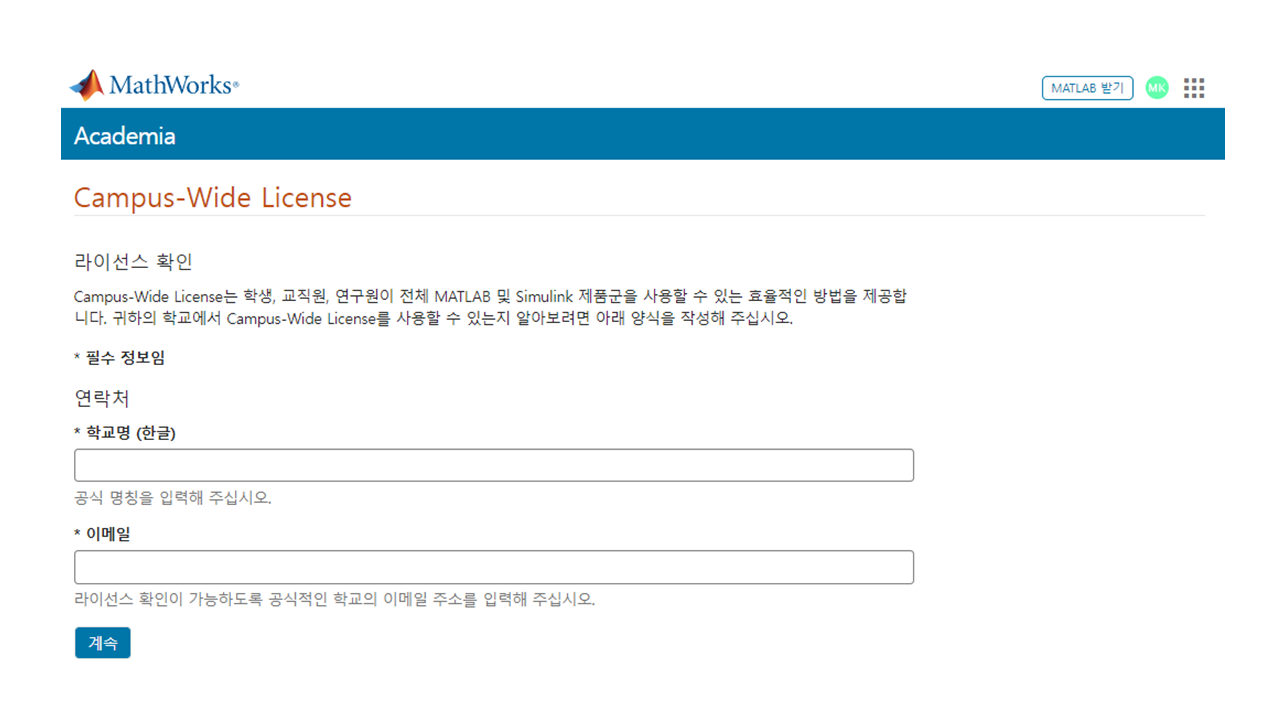 MathWorks®
MATLAB 받기
MK
Academia
Campus-Wide License
라이선스 확인
Campus-Wide License는 학생, 교직원, 연구원이 전체 MATLAB 및 Simulink 제품군을 사용할 수 있는 효율적인 방법을 제공합
니다. 귀하의 학교에서 Campus-Wide License를 사용할 수 있는지 알아보려면 아래 양식을 작성해 주십시오.
* 필수 정보임
연락처
* 학교명 (한글)
공식 명칭을 입력해 주십시오.
* 이메일
라이선스 확인이 가능하도록 공식적인 학교의 이메일 주소를 입력해 주십시오.
계속